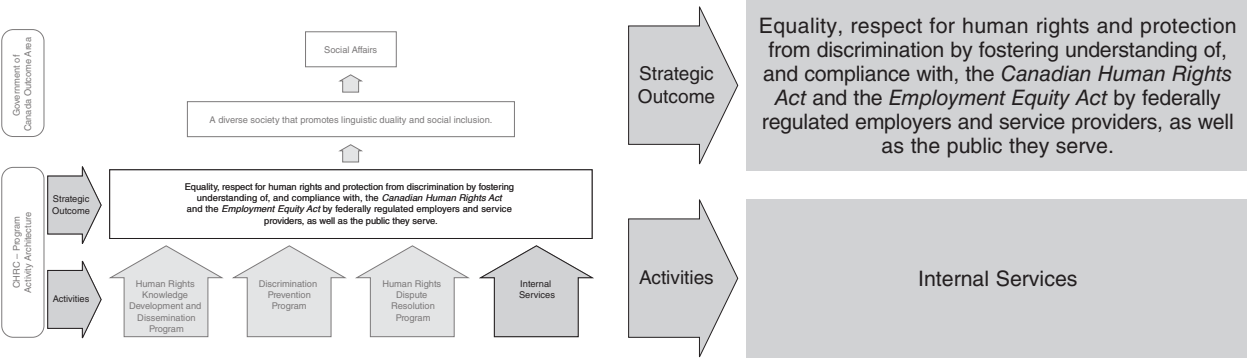 Government of
Canada Outcome Area
Social Affairs
A diverse society that promotes linguistic duality and social inclusion.
CHRC – Program
Activity Architecture
Strategic
Outcome
Equality, respect for human rights and protection from discrimination by fostering
understanding of, and compliance with, the Canadian Human Rights Act
and the Employment Equity Act by federally regulated employers and service
providers, as well as the public they serve.
Activities
Human Rights
Knowledge
Development and
Dissemination
Program
Discrimination
Prevention
Program
Human Rights
Dispute
Resolution
Program
Internal
Services
Strategic
Outcome
Equality, respect for human rights and protection
from discrimination by fostering understanding of,
and compliance with, the Canadian Human Rights
Act and the Employment Equity Act by federally
regulated employers and service providers, as well
as the public they serve.
Activities
Internal Services